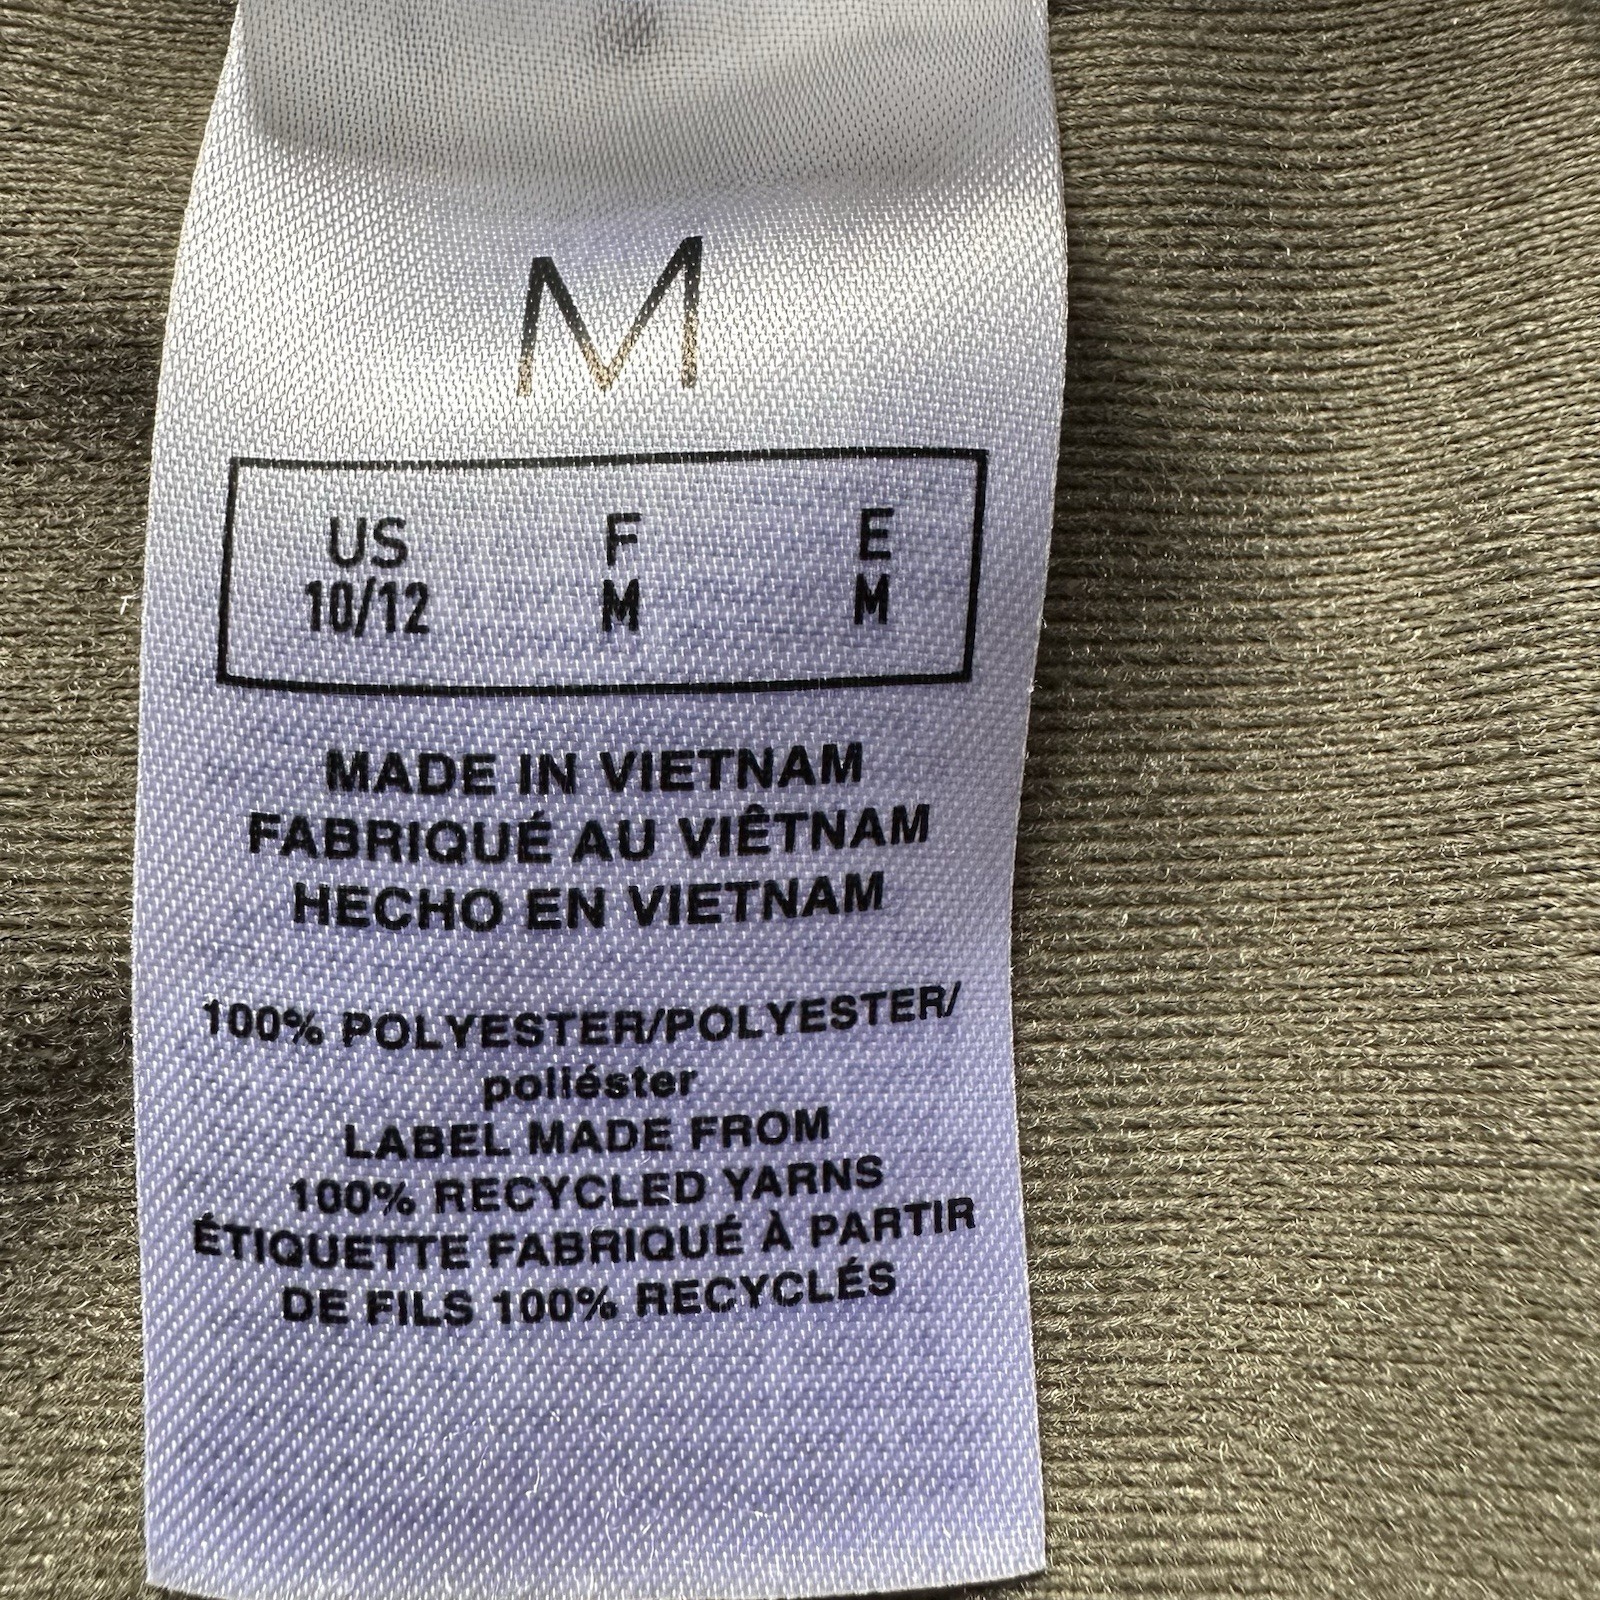 M
US F E
10/12 M M
MADE IN VIETNAM
FABRIQUÉ AU VIÊTNAM
HECHO EN VIETNAM
100% POLYESTER/POLYESTER/
poliéster
LABEL MADE FROM
100% RECYCLED YARNS
ÉTIQUETTE FABRIQUÉ À PARTIR
DE FILS 100% RECYCLÉS